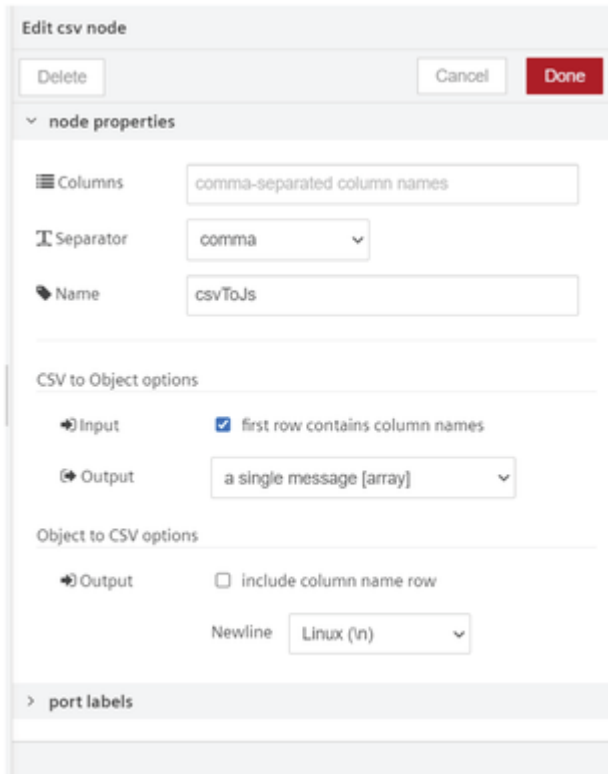 Edit csv node
Delete Cancel Done
node properties
Columns comma-separated column names
Separator comma
Name csvToJs
CSV to Object options
Input first row contains column names
Output a single message [array]
Object to CSV options
Output include column name row
Newline Linux (\n)
port labels